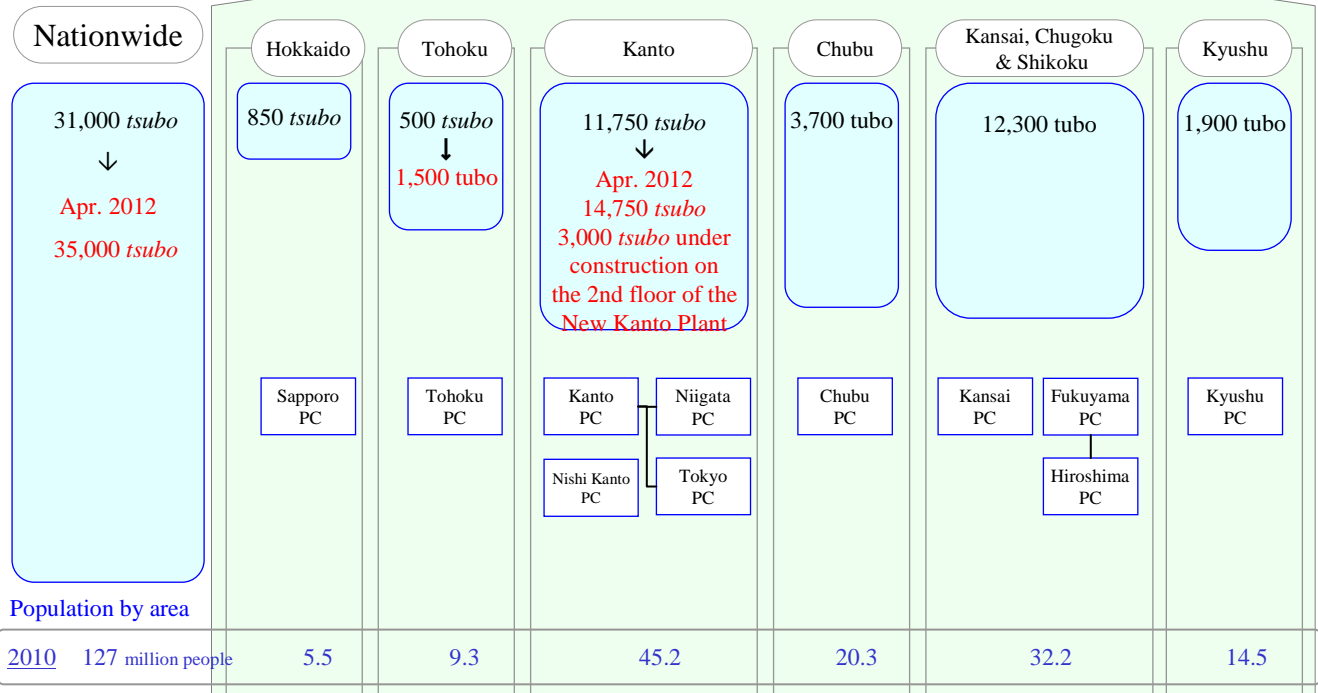 Nationwide
Hokkaido
Tohoku
Kanto
Chubu
Kansai, Chugoku
& Shikoku
Kyushu
31,000 tsubo
↓
Apr. 2012
35,000 tsubo
850 tsubo
500 tsubo
↓
1,500 tubo
11,750 tsubo
↓
Apr. 2012
14,750 tsubo
3,000 tsubo under
construction on
the 2nd floor of the
New Kanto Plant
3,700 tubo
12,300 tubo
1,900 tubo
Sapporo
PC
Tohoku
PC
Kanto
PC
Niigata
PC
Nishi Kanto
PC
Tokyo
PC
Chubu
PC
Kansai
PC
Fukuyama
PC
Hiroshima
PC
Kyushu
PC
Population by area
2010 127 million people 5.5 9.3 45.2 20.3 32.2 14.5